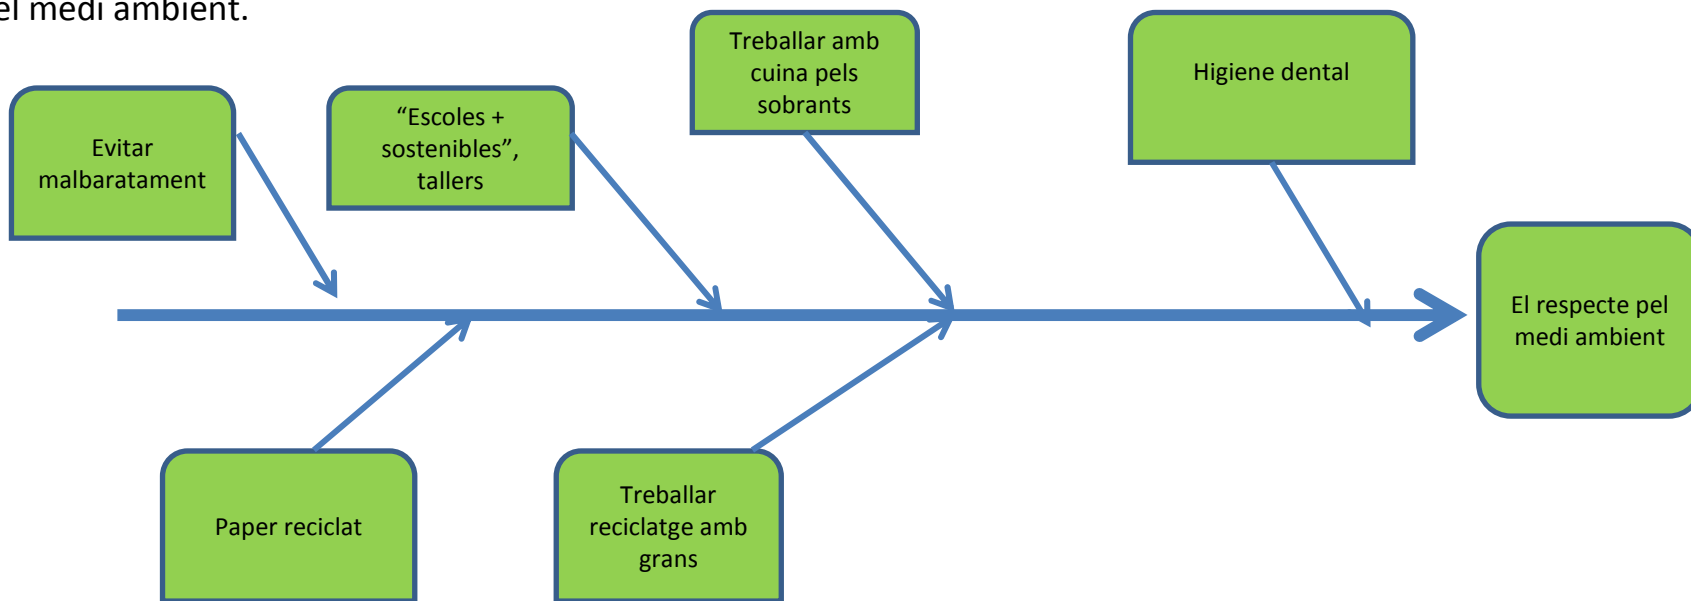 el medi ambient.
Treballar amb
cuina pels
sobrants
Higiene dental
“Escoles +
sostenibles”,
tallers
Evitar
malbaratament
El respecte pel
medi ambient
Paper reciclat
Treballar
reciclatge amb
grans